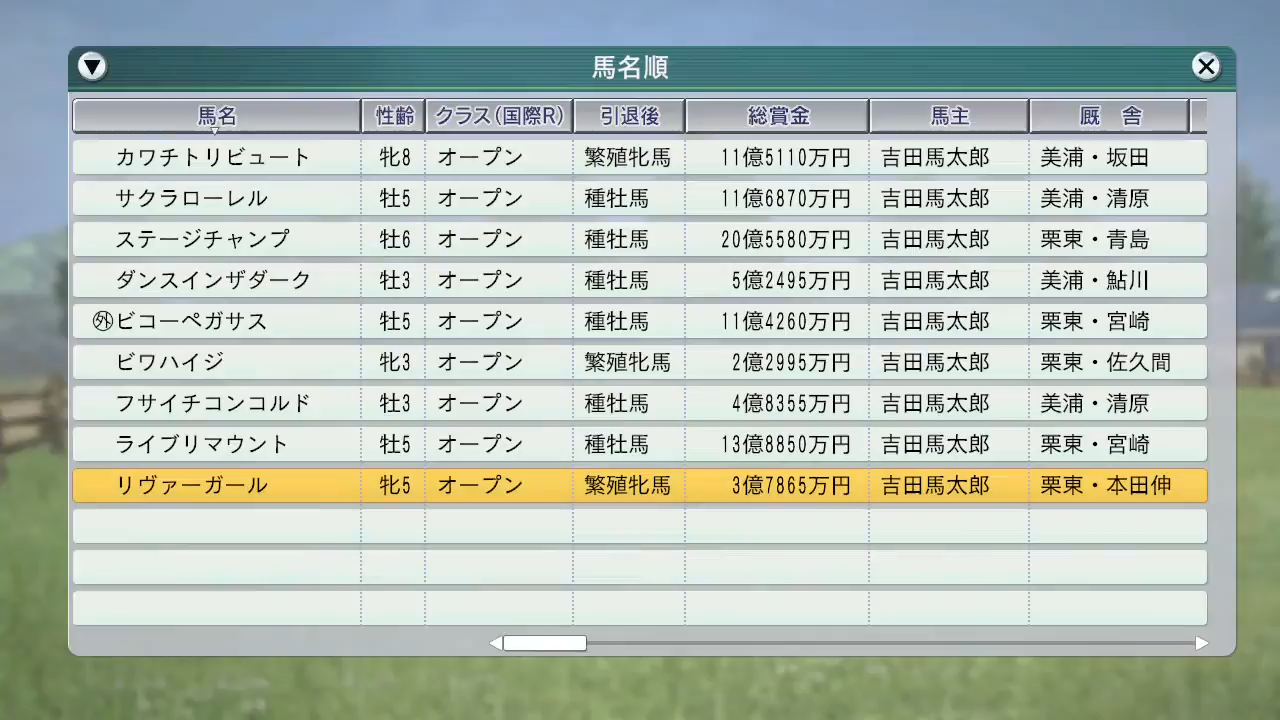 馬名順
馬名 性齢 クラス(国際R) 引退後 総賞金 馬主 厩 舎
カワチトリビュート 牝8 オープン 繁殖牝馬 11億5110万円 吉田馬太郎 美浦・坂田
サクラローレル 牡5 オープン 種牡馬 11億6870万円 吉田馬太郎 美浦・清原
ステージチャンプ 牡6 オープン 種牡馬 20億5580万円 吉田馬太郎 栗東・青島
ダンスインザダーク 牡3 オープン 種牡馬 5億2495万円 吉田馬太郎 美浦・鮎川
㊕ビコーペガサス 牡5 オープン 種牡馬 11億4260万円 吉田馬太郎 栗東・宮崎
ビワハイジ 牝3 オープン 繁殖牝馬 2億2995万円 吉田馬太郎 栗東・佐久間
フサイチコンコルド 牡3 オープン 種牡馬 4億8355万円 吉田馬太郎 美浦・清原
ライブリマウント 牡5 オープン 種牡馬 13億8850万円 吉田馬太郎 栗東・宮崎
リヴァーガール 牝5 オープン 繁殖牝馬 3億7865万円 吉田馬太郎 栗東・本田伸